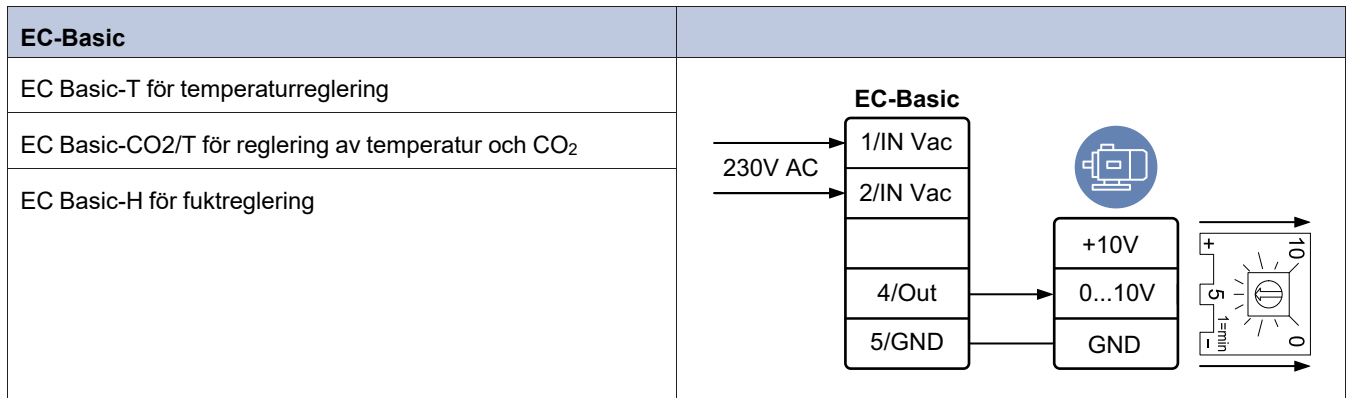 EC-Basic
EC Basic-T för temperaturreglering
EC Basic-CO2/T för reglering av temperatur och CO₂
EC Basic-H för fuktreglering
EC-Basic
230V AC
1/IN Vac
2/IN Vac
4/Out
5/GND
+10V
0...10V
GND
+
5
-
1=min
10
0